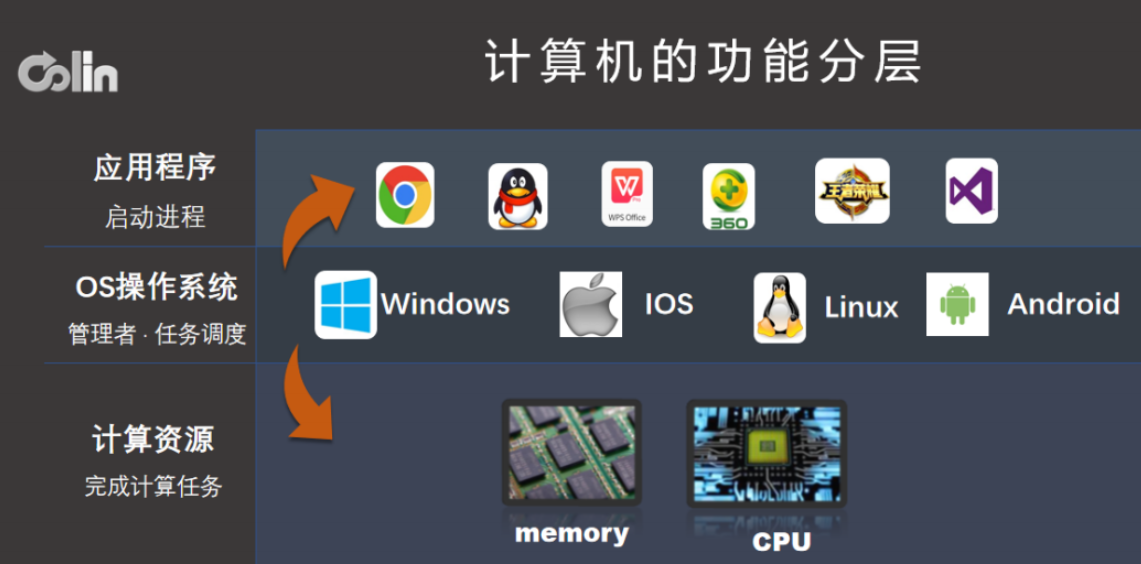 Colin
计算机的功能分层
应用程序
启动进程
WPS Office
360
王者荣耀
OS操作系统
管理者 · 任务调度
Windows
IOS
Linux
Android
计算资源
完成计算任务
memory
CPU